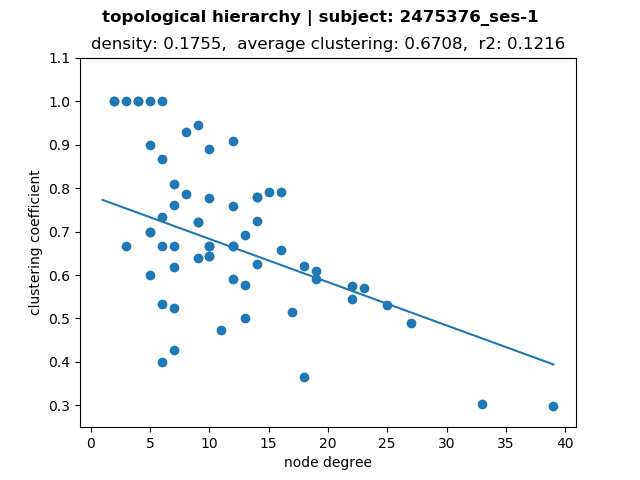 topological hierarchy | subject: 2475376_ses-1
density: 0.1755,  average clustering: 0.6708,  r2: 0.1216
1.1
1.0
0.9
0.8
0.7
0.6
0.5
0.4
0.3
clustering coefficient
0 5 10 15 20 25 30 35 40
node degree